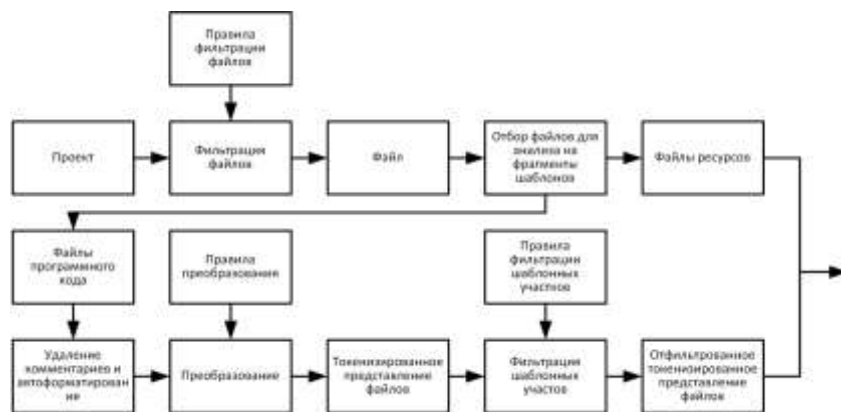 Правила
фильтрации
файлов
Проект
Фильтрация
файлов
Файл
Отбор файлов для
анализа на
фрагменты
шаблонов
Файлы ресурсов
Файлы
программного
кода
Правила
преобразования
Правила
фильтрации
шаблонных
участков
Удаление
комментариев и
автоформатирован
ие
Преобразование
Токенизированное
представление
файлов
Фильтрация
шаблонных
участов
Отфильтрованное
токенизированное
представление
файлов